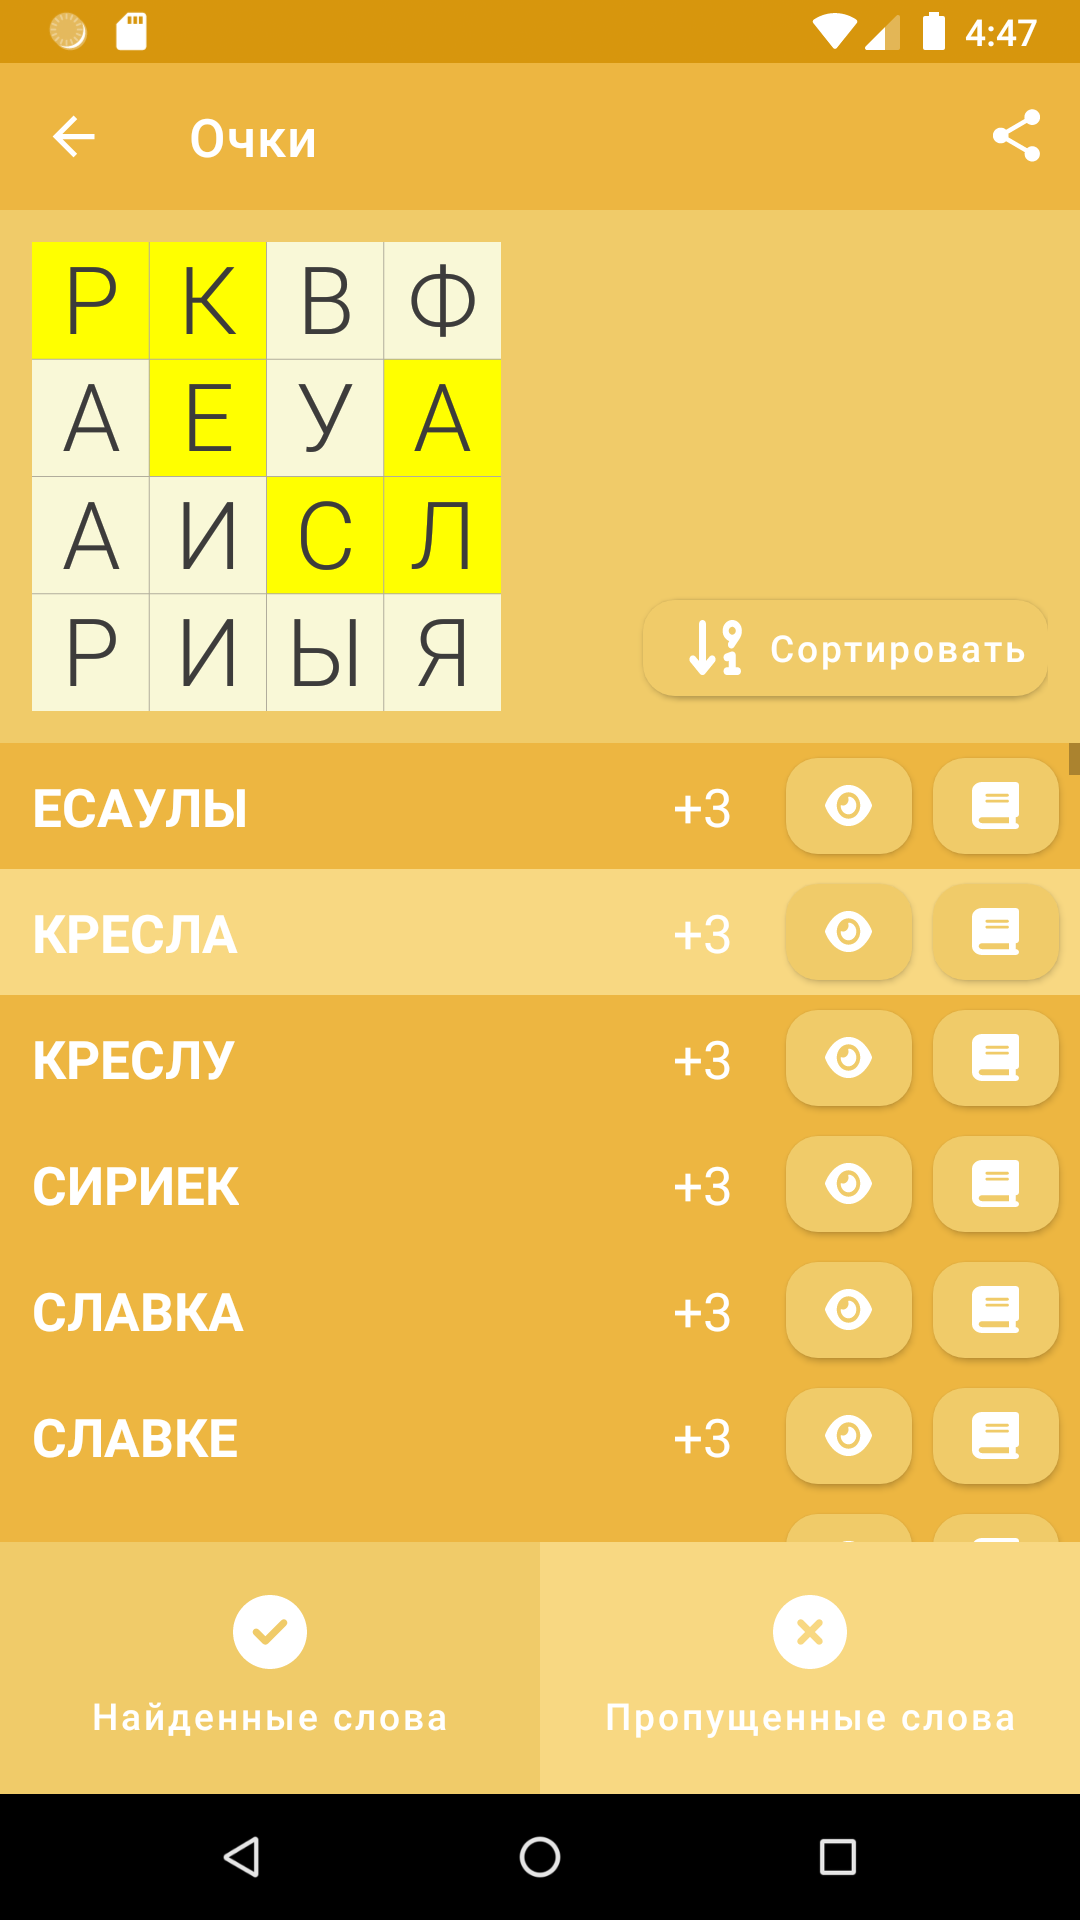 4:47
Очки
Р К В Ф
А Е У А
А И С Л
Р И Ы Я
Сортировать
ЕСАУЛЫ +3
КРЕСЛА +3
КРЕСЛУ +3
СИРИЕК +3
СЛАВКА +3
СЛАВКЕ +3
Найденные слова
Пропущенные слова